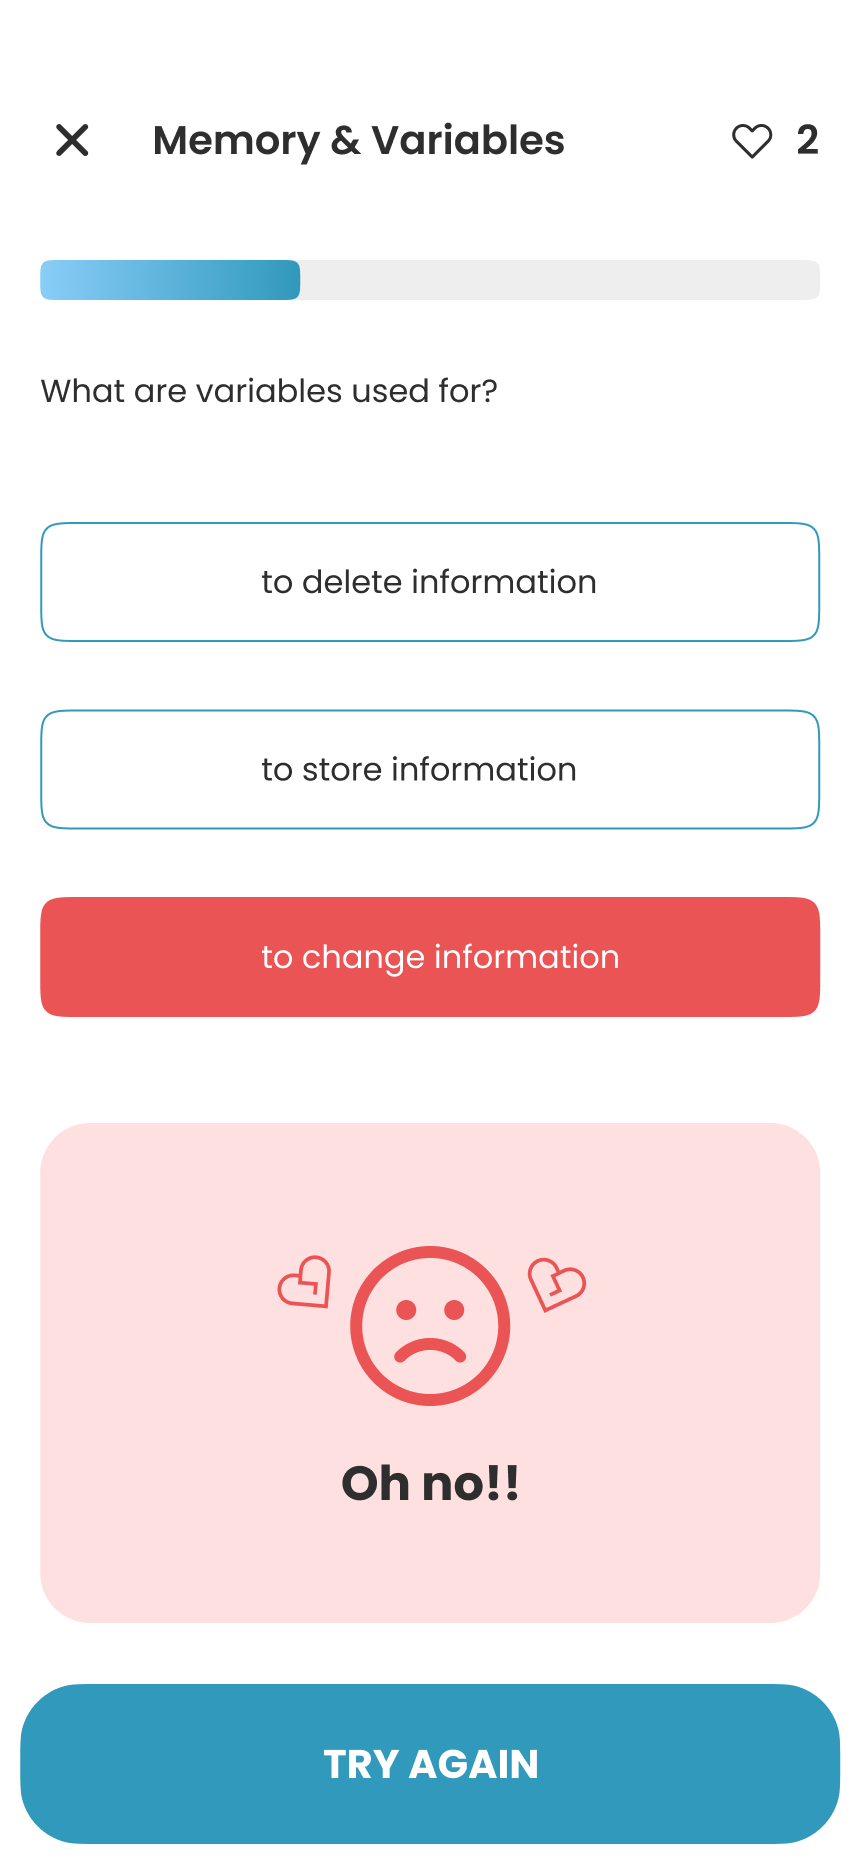 Memory & Variables 2
What are variables used for?
to delete information
to store information
to change information
Oh no!!
TRY AGAIN